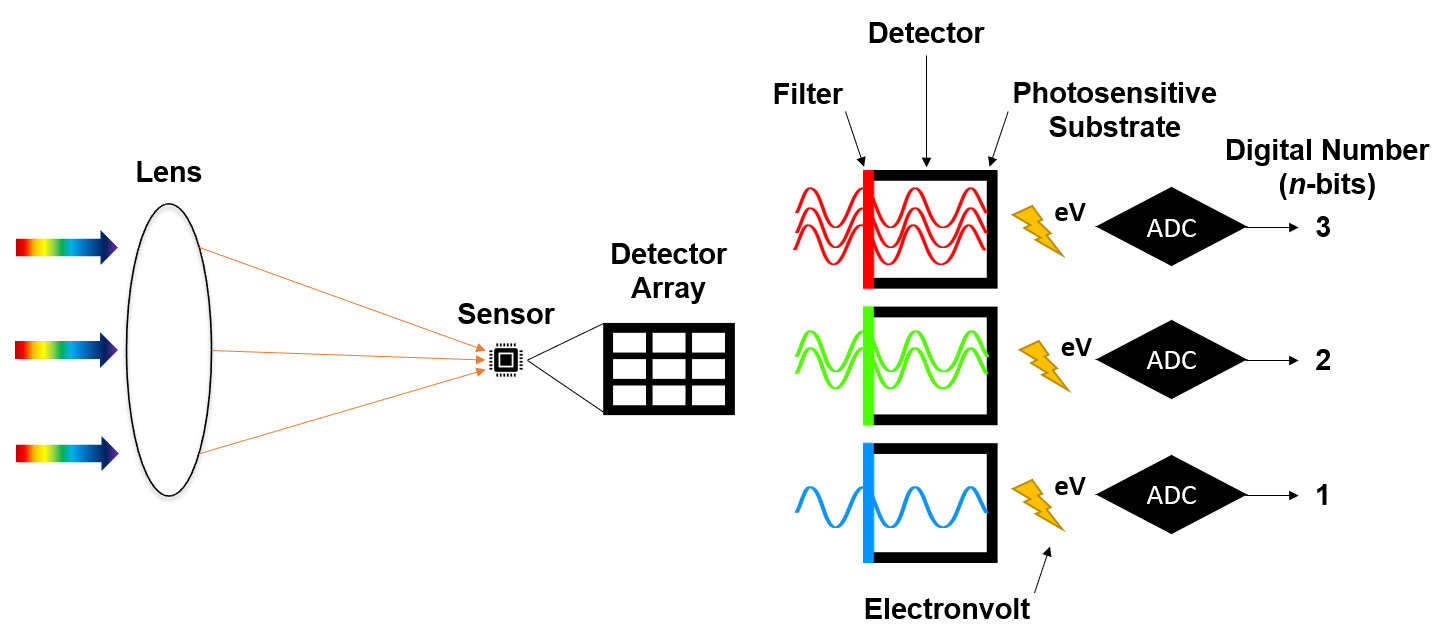 Lens
Sensor
Detector
Array
Detector
Filter
Photosensitive
Substrate
Digital Number
(n-bits)
eV
ADC
3
eV
ADC
2
eV
ADC
1
Electronvolt